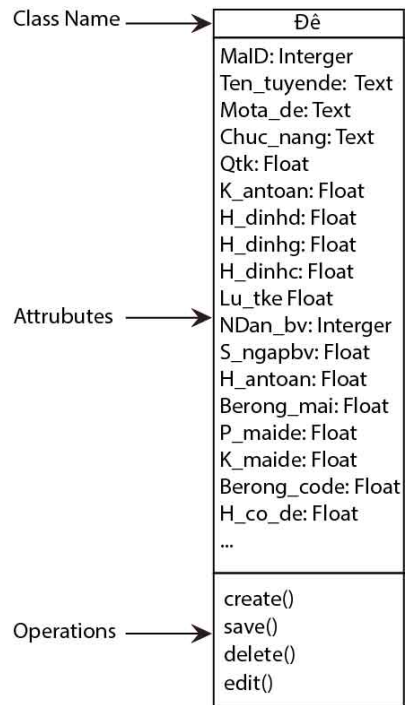 Class Name
Đê
MaID: Interger
Ten_tuyende: Text
Mota_de: Text
Chuc_nang: Text
Qtk: Float
K_antoan: Float
H_dinhd: Float
H_dinhg: Float
H_dinhc: Float
Lu_tke Float
Attrubutes
NDan_bv: Interger
S_ngapbv: Float
H_antoan: Float
Berong_mai: Float
P_maide: Float
K_maide: Float
Berong_code: Float
H_co_de: Float
...
create()
Operations
save()
delete()
edit()